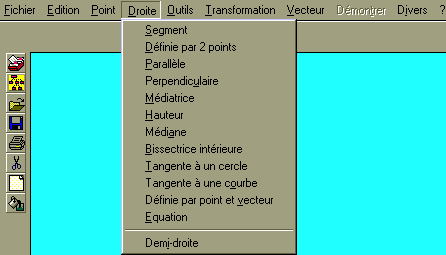 Fichier Edition Point Droite Outils Transformation Vecteur Démontrer Divers ?
Segment
Définie par 2 points
Parallèle
Perpendiculaire
Médiatrice
Hauteur
Médiane
Bissectrice intérieure
Tangente à un cercle
Tangente à une courbe
Définie par point et vecteur
Equation
Demi-droite